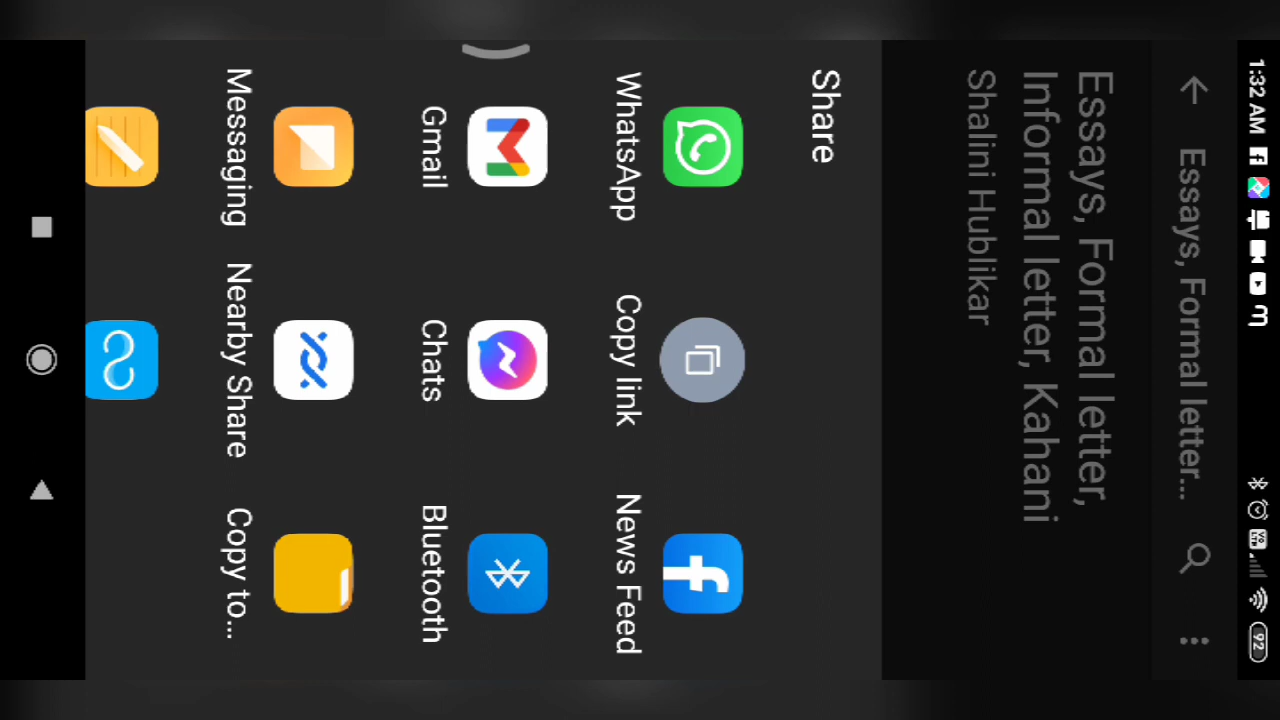 1:32 AM
92
Essays, Formal letter...
Essays, Formal letter,
Informal letter, Kahani
Shalini Hublikar
Share
WhatsApp
Copy link
News Feed
Gmail
Chats
Bluetooth
Messaging
Nearby Share
Copy to...